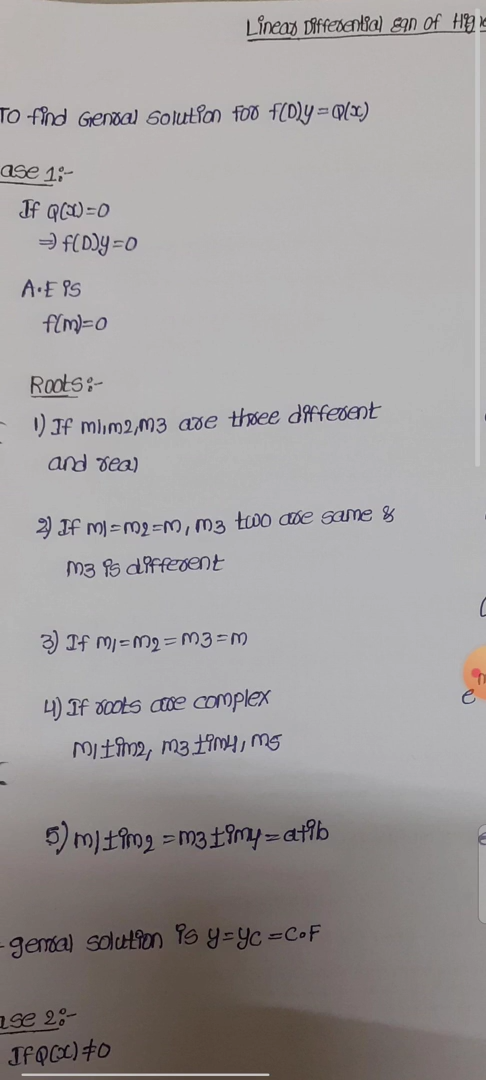 Linear Differential Eqn of Hig
To find General solution for f(D)y=Q(x)
ase 1:-
If Q(x)=0
⇒ f(D)y=0
A.E is
f(m)=0
Roots:-
1) If m1,m2,m3 are three different
and real
2) If m1=m2=m, m3 two are same &
m3 is different
3) If m1=m2=m3=m
4) If roots are complex
m1±im2, m3±im4, m5
5) m1±im2=m3±im4=a+ib
general solution is y=yc=C.F
ase 2:-
If Q(x)≠0